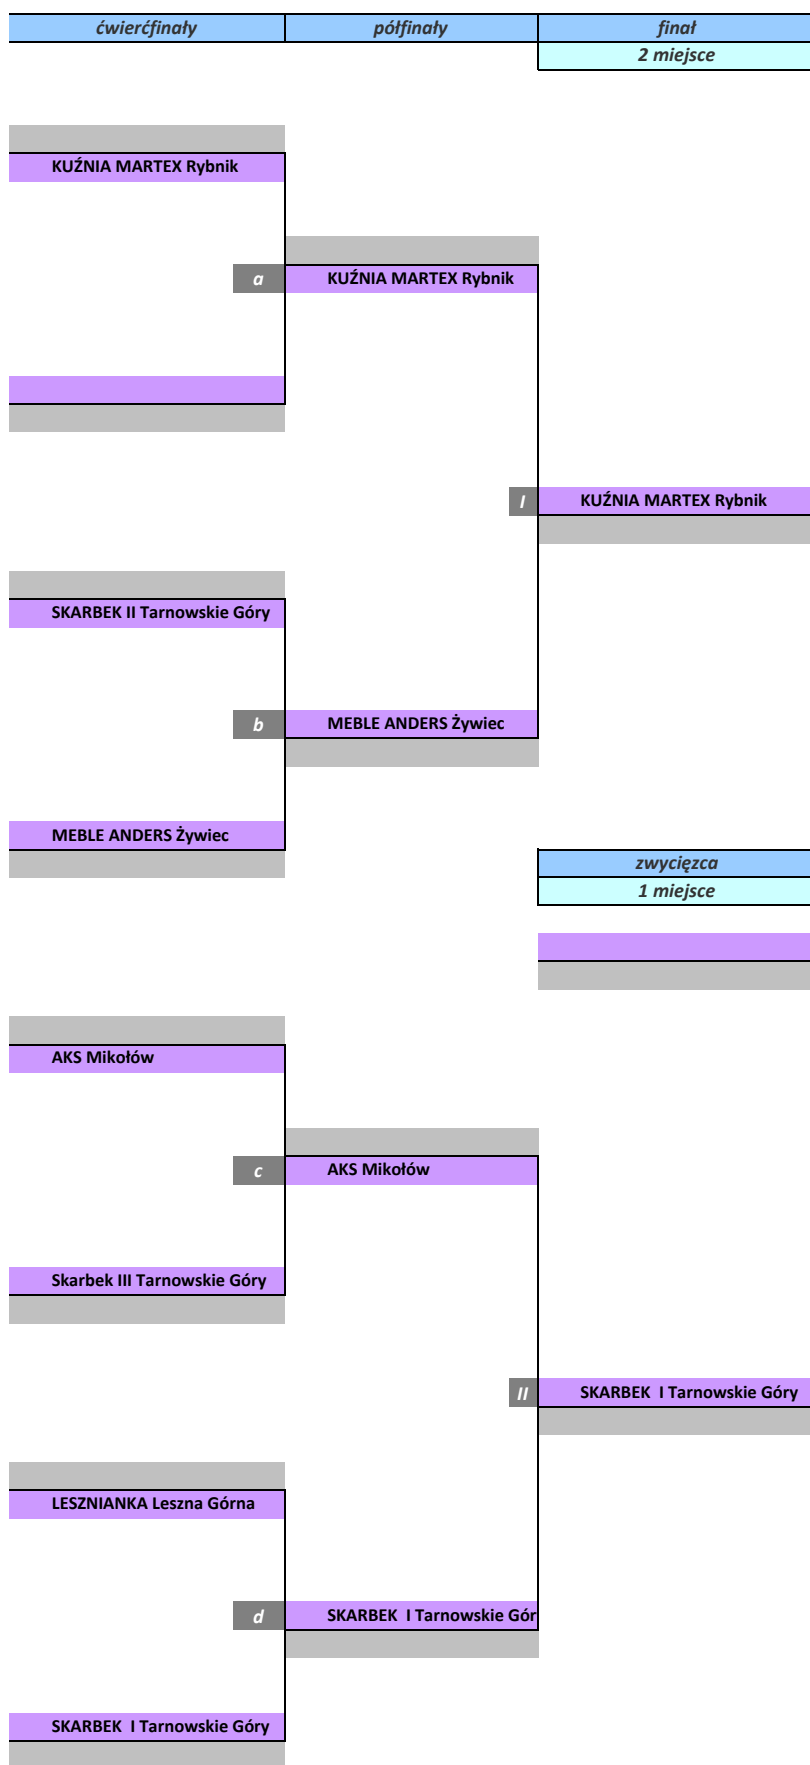 ćwierćfinały półfinały finał
2 miejsce
KUŹNIA MARTEX Rybnik
a KUŹNIA MARTEX Rybnik
I KUŹNIA MARTEX Rybnik
SKARBEK II Tarnowskie Góry
b MEBLE ANDERS Żywiec
MEBLE ANDERS Żywiec
zwycięzca
1 miejsce
AKS Mikołów
c AKS Mikołów
Skarbek III Tarnowskie Góry
II SKARBEK I Tarnowskie Góry
LESZNIANKA Leszna Górna
d SKARBEK I Tarnowskie Gór
SKARBEK I Tarnowskie Góry